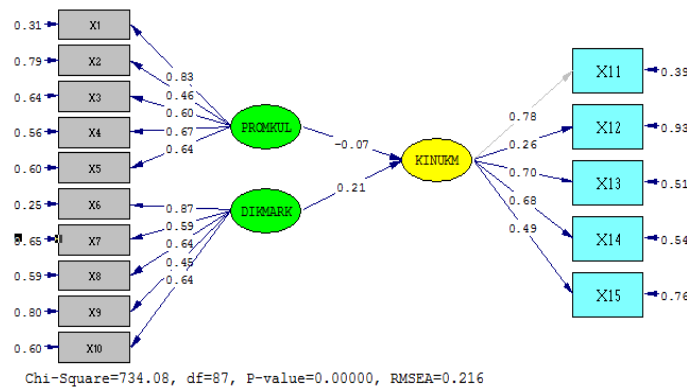 0.31 X1
0.79 X2
0.64 X3
0.56 X4
0.60 X5
0.25 X6
0.65 X7
0.59 X8
0.80 X9
0.60 X10
0.83
0.46
0.60
0.67
0.64
0.87
0.59
0.64
0.45
0.64
PROMKUL
DIKMARK
-0.07
0.21
KINUKM
0.78
0.26
0.70
0.68
0.49
X11 0.39
X12 0.93
X13 0.51
X14 0.54
X15 0.76
Chi-Square=734.08, df=87, P-value=0.00000, RMSEA=0.216